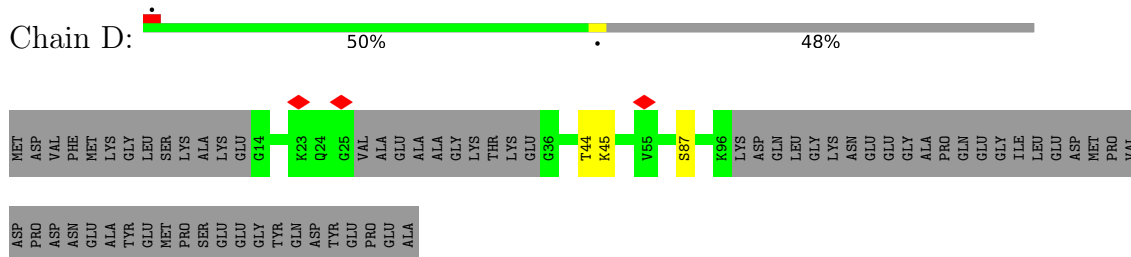 Chain D:
•
50%
•
48%
MET ASP VAL PHE MET LYS GLY LEU SER LYS ALA LYS GLU G14 K23 Q24 G25 VAL ALA GLU ALA ALA GLY LYS THR LYS GLU G36 T44 K45 V55 S87 K96 LYS ASP GLN LEU GLY LYS ASN GLU GLU GLY ALA PRO GLN GLU GLY ILE LEU GLU ASP MET PRO VAL
ASP PRO ASP ASN GLU ALA TYR GLU MET PRO SER GLU GLU GLY TYR GLN ASP TYR GLU PRO GLU ALA